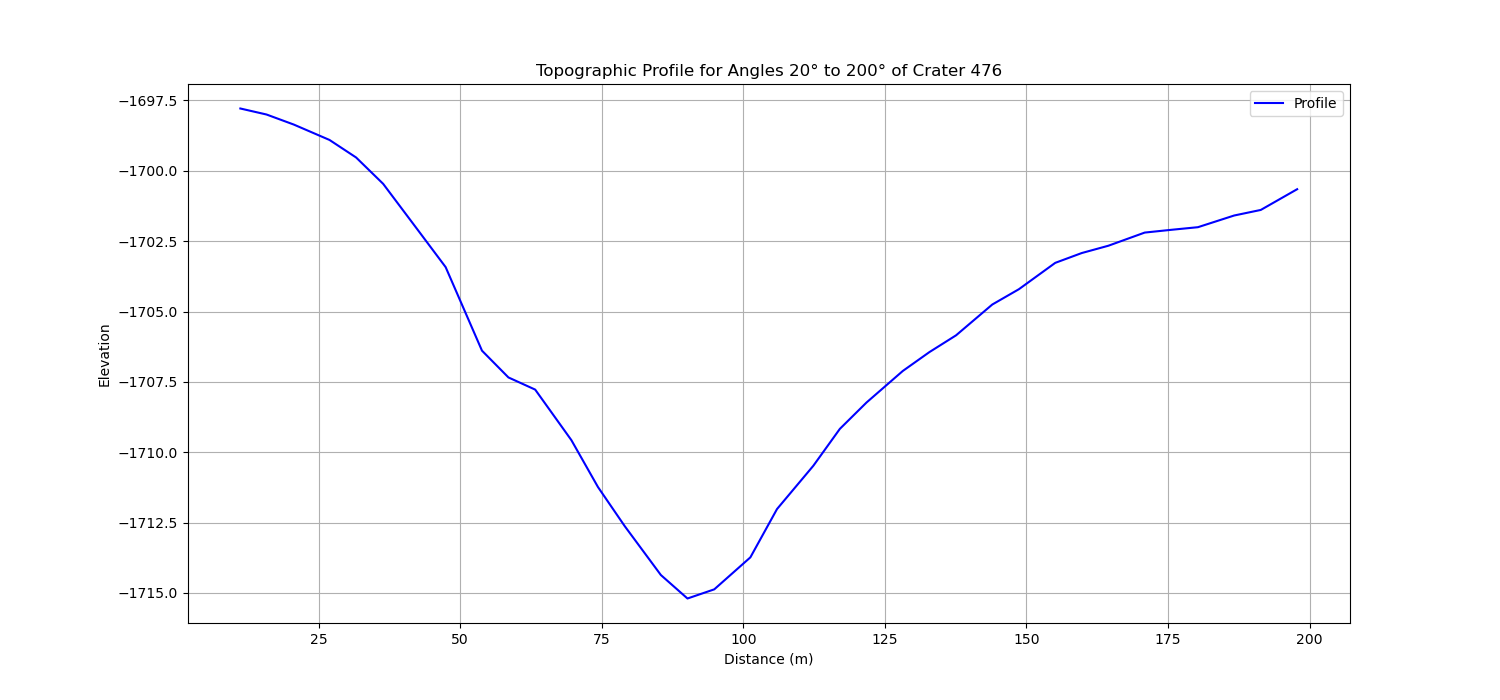 Topographic Profile for Angles 20° to 200° of Crater 476
Profile
−1697.5
−1700.0
−1702.5
−1705.0
−1707.5
−1710.0
−1712.5
−1715.0
Elevation
25 50 75 100 125 150 175 200
Distance (m)